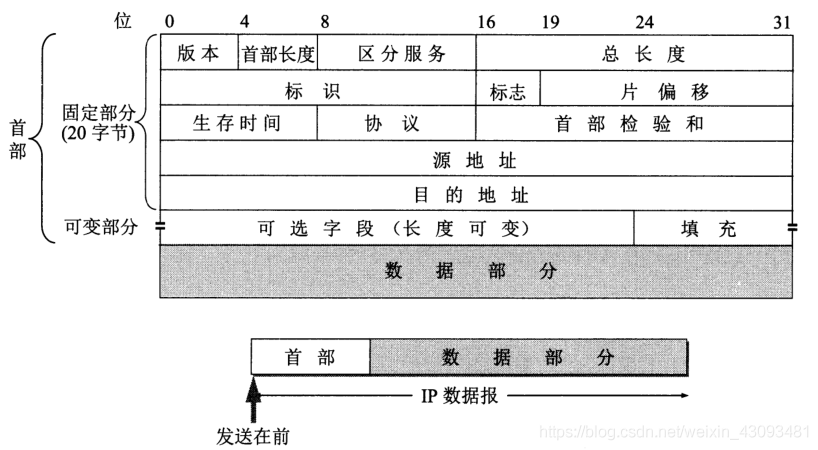 位 0 4 8 16 19 24 31
版本 首部长度 区分服务 总长度
标识 标志 片偏移
首部 固定部分 (20 字节) 生存时间 协议 首部检验和
源地址
目的地址
可变部分 可选字段(长度可变) 填充
数据部分
首部 数据部分
IP 数据报
发送在前
https://blog.csdn.net/weixin_43093481